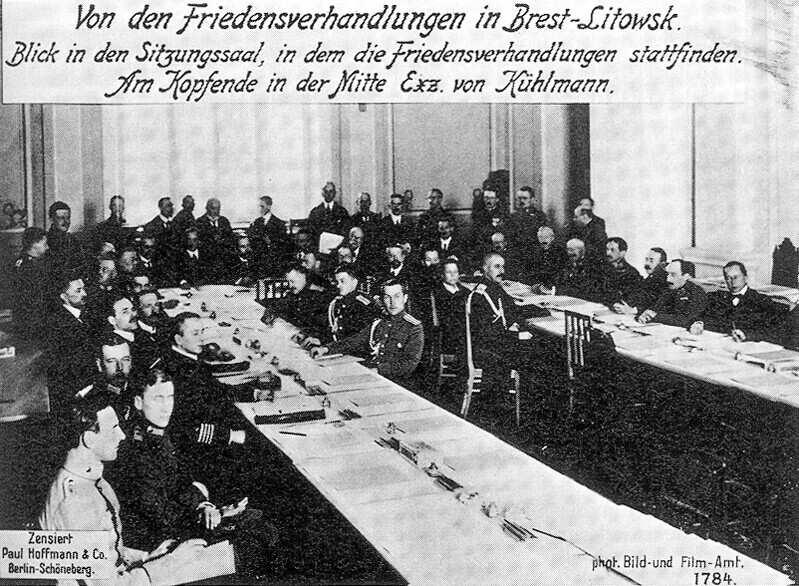 Von den Friedensverhandlungen in Brest-Litowsk.
Blick in den Sitzungssaal, in dem die Friedensverhandlungen stattfinden.
Am Kopfende in der Mitte Exz. von Kühlmann.
Zensiert
Paul Hoffmann & Co.
Berlin-Schöneberg.
phot. Bild-und Film-Amt.
1784.